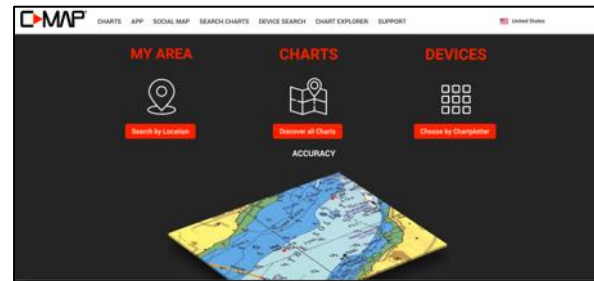 C-MAP
CHARTS APP SOCIAL MAP SEARCH CHARTS DEVICE SEARCH CHART EXPLORER SUPPORT United States
MY AREA CHARTS DEVICES
Search by Location Discover all Charts Choose by Chartplotter
ACCURACY